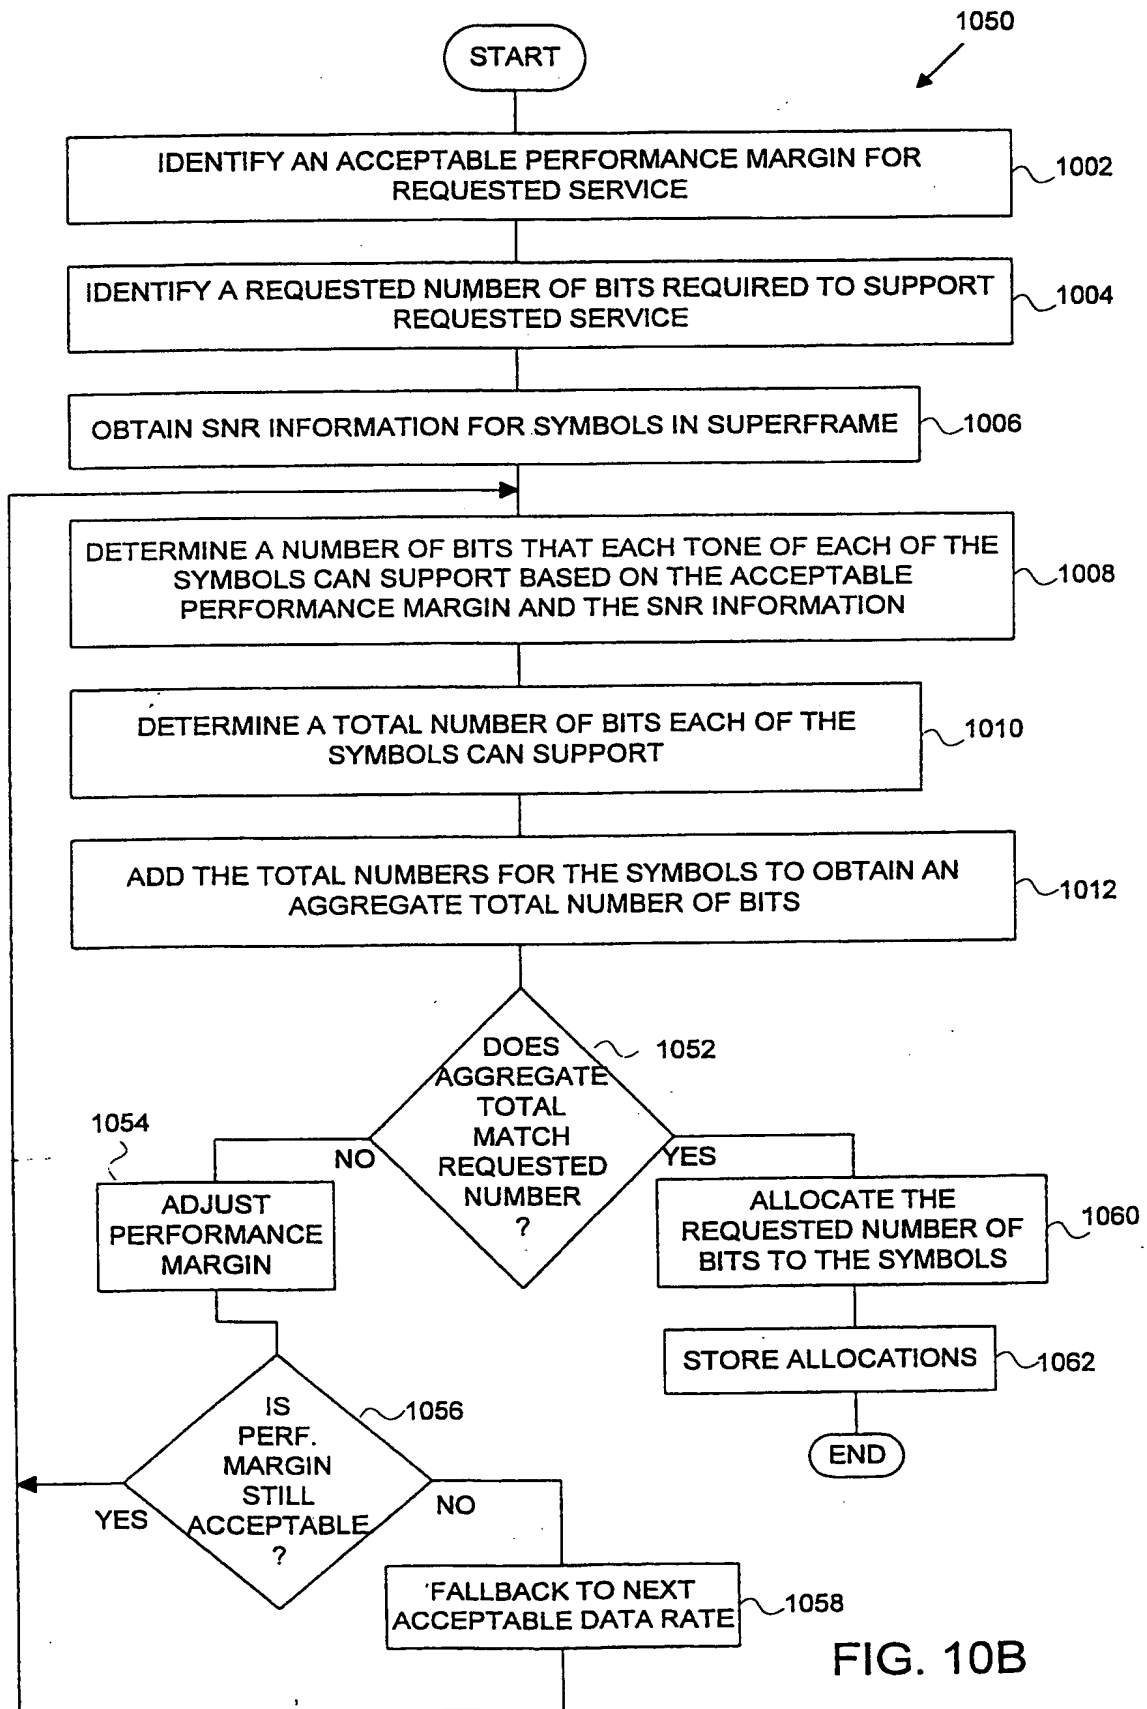 1050
START
IDENTIFY AN ACCEPTABLE PERFORMANCE MARGIN FOR
REQUESTED SERVICE
1002
IDENTIFY A REQUESTED NUMBER OF BITS REQUIRED TO SUPPORT
REQUESTED SERVICE
1004
OBTAIN SNR INFORMATION FOR SYMBOLS IN SUPERFRAME
1006
DETERMINE A NUMBER OF BITS THAT EACH TONE OF EACH OF THE
SYMBOLS CAN SUPPORT BASED ON THE ACCEPTABLE
PERFORMANCE MARGIN AND THE SNR INFORMATION
1008
DETERMINE A TOTAL NUMBER OF BITS EACH OF THE
SYMBOLS CAN SUPPORT
1010
ADD THE TOTAL NUMBERS FOR THE SYMBOLS TO OBTAIN AN
AGGREGATE TOTAL NUMBER OF BITS
1012
DOES
AGGREGATE
TOTAL
MATCH
REQUESTED
NUMBER
?
1052
NO
YES
1054
ADJUST
PERFORMANCE
MARGIN
ALLOCATE THE
REQUESTED NUMBER OF
BITS TO THE SYMBOLS
1060
STORE ALLOCATIONS
1062
END
IS
PERF.
MARGIN
STILL
ACCEPTABLE
?
1056
YES
NO
FALLBACK TO NEXT
ACCEPTABLE DATA RATE
1058
FIG. 10B